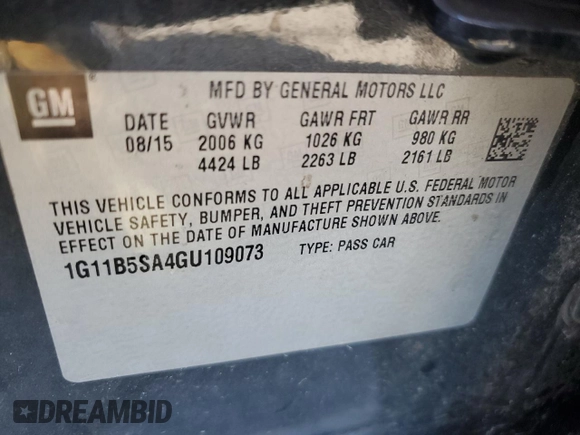 GM
MFD BY GENERAL MOTORS LLC
DATE GVWR GAWR FRT GAWR RR
08/15 2006 KG 1026 KG 980 KG
4424 LB 2263 LB 2161 LB
THIS VEHICLE CONFORMS TO ALL APPLICABLE U.S. FEDERAL MOTOR
VEHICLE SAFETY, BUMPER, AND THEFT PREVENTION STANDARDS IN
EFFECT ON THE DATE OF MANUFACTURE SHOWN ABOVE.
1G11B5SA4GU109073 TYPE: PASS CAR
DREAMBID